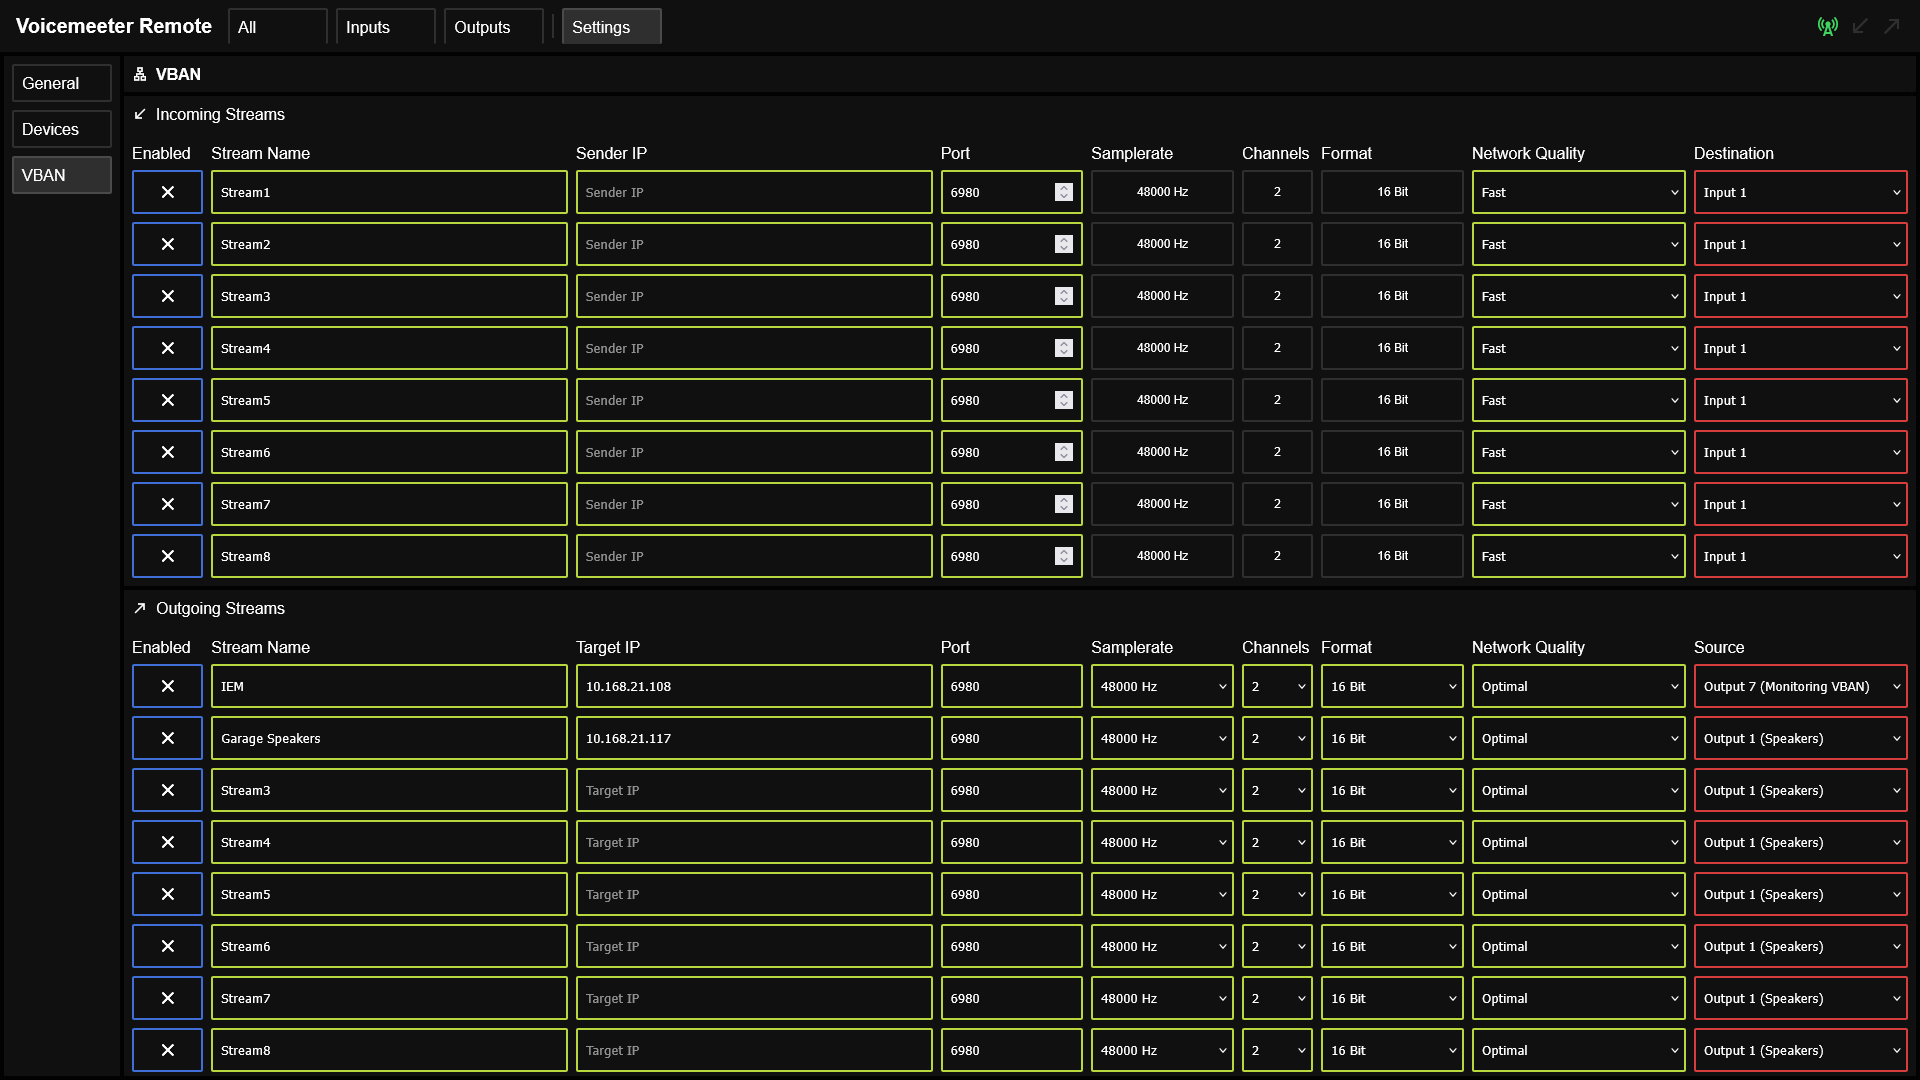 Voicemeeter Remote All Inputs Outputs Settings
General
Devices
VBAN
VBAN
Incoming Streams
Enabled Stream Name Sender IP Port Samplerate Channels Format Network Quality Destination
Stream1 Sender IP 6980 48000 Hz 2 16 Bit Fast Input 1
Stream2 Sender IP 6980 48000 Hz 2 16 Bit Fast Input 1
Stream3 Sender IP 6980 48000 Hz 2 16 Bit Fast Input 1
Stream4 Sender IP 6980 48000 Hz 2 16 Bit Fast Input 1
Stream5 Sender IP 6980 48000 Hz 2 16 Bit Fast Input 1
Stream6 Sender IP 6980 48000 Hz 2 16 Bit Fast Input 1
Stream7 Sender IP 6980 48000 Hz 2 16 Bit Fast Input 1
Stream8 Sender IP 6980 48000 Hz 2 16 Bit Fast Input 1
Outgoing Streams
Enabled Stream Name Target IP Port Samplerate Channels Format Network Quality Source
IEM 10.168.21.108 6980 48000 Hz 2 16 Bit Optimal Output 7 (Monitoring VBAN)
Garage Speakers 10.168.21.117 6980 48000 Hz 2 16 Bit Optimal Output 1 (Speakers)
Stream3 Target IP 6980 48000 Hz 2 16 Bit Optimal Output 1 (Speakers)
Stream4 Target IP 6980 48000 Hz 2 16 Bit Optimal Output 1 (Speakers)
Stream5 Target IP 6980 48000 Hz 2 16 Bit Optimal Output 1 (Speakers)
Stream6 Target IP 6980 48000 Hz 2 16 Bit Optimal Output 1 (Speakers)
Stream7 Target IP 6980 48000 Hz 2 16 Bit Optimal Output 1 (Speakers)
Stream8 Target IP 6980 48000 Hz 2 16 Bit Optimal Output 1 (Speakers)